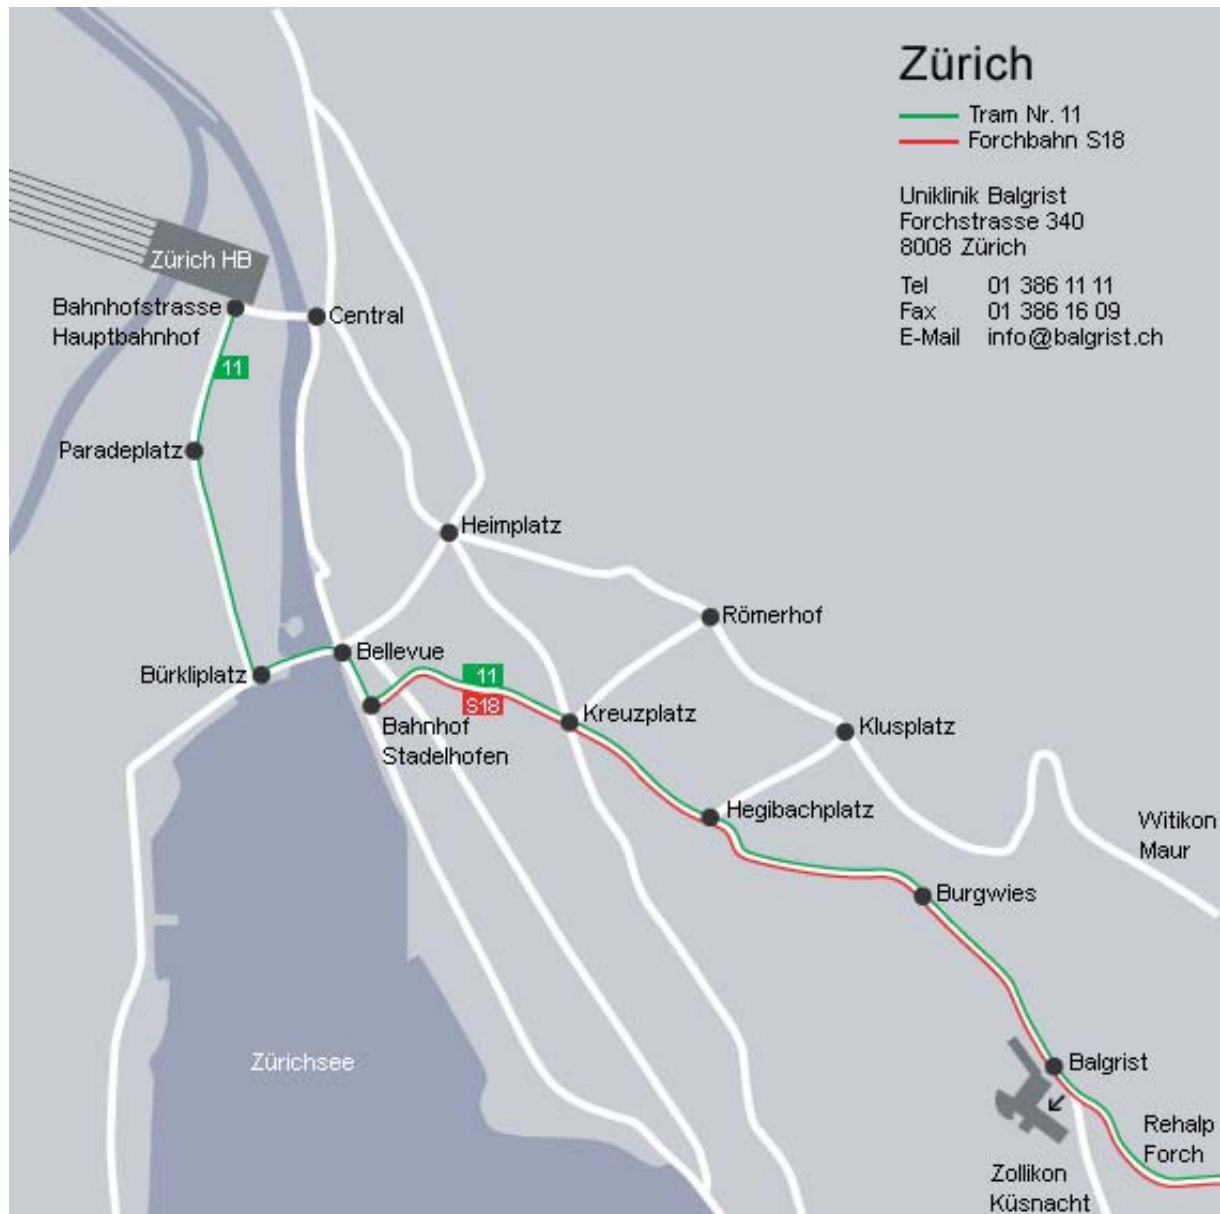 Zürich
Tram Nr. 11
Forchbahn S18
Uniklinik Balgrist
Forchstrasse 340
8008 Zürich
Tel 01 386 11 11
Fax 01 386 16 09
E-Mail info@balgrist.ch
Zürich HB
Bahnhofstrasse
Hauptbahnhof
Central
11
Paradeplatz
Heimplatz
Römerhof
Bellevue
Bürkliplatz
11
S18
Bahnhof
Stadelhofen
Kreuzplatz
Klusplatz
Hegibachplatz
Witikon
Maur
Burgwies
Zürichsee
Balgrist
Rehalp
Forch
Zollikon
Küsnacht